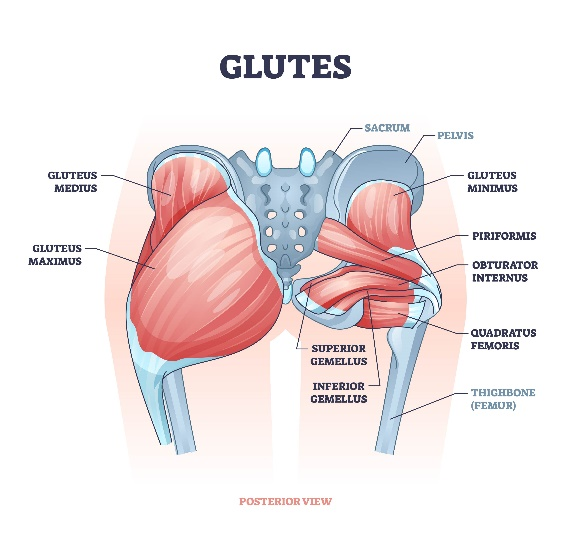 GLUTES
SACRUM
PELVIS
GLUTEUS
MEDIUS
GLUTEUS
MINIMUS
GLUTEUS
MAXIMUS
PIRIFORMIS
OBTURATOR
INTERNUS
QUADRATUS
FEMORIS
SUPERIOR
GEMELLUS
INFERIOR
GEMELLUS
THICHBONE
(FEMUR)
POSTERIOR VIEW